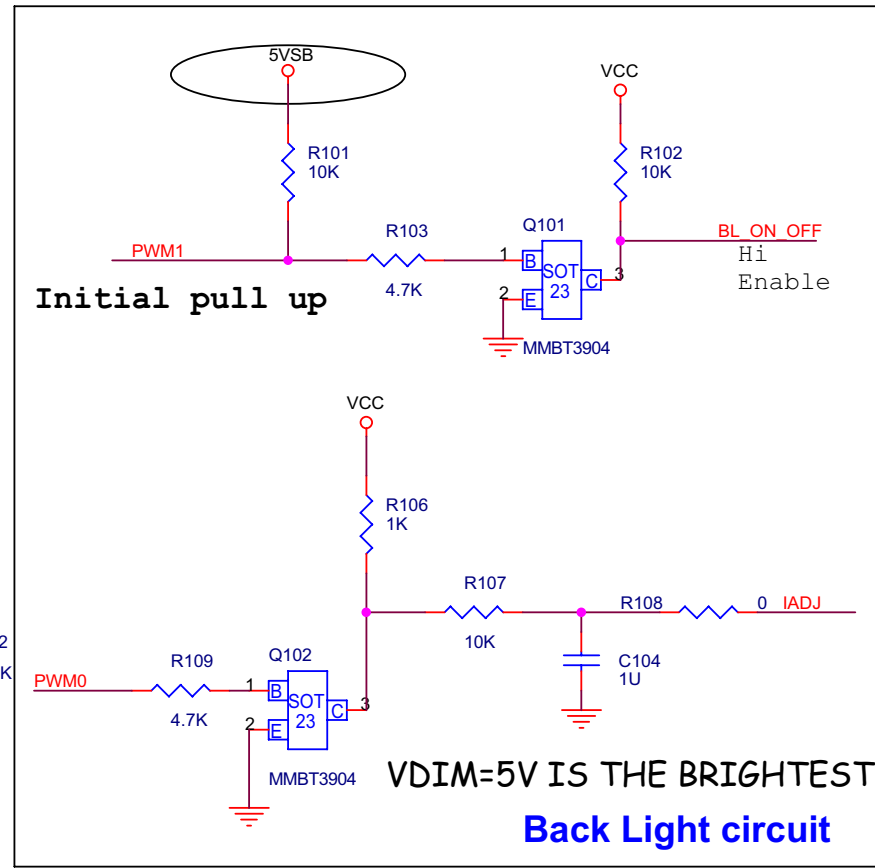 5VSB
VCC
R101
10K
R102
10K
R103
Q101
BL_ON_OFF
PWM1
1
B
SOT
23
C
3
Hi
Enable
Initial pull up
4.7K
2
E
MMBT3904
VCC
R106
1K
R107
R108
0
IADJ
10K
2
K
R109
Q102
C104
1U
PWM0
1
B
SOT
23
C
3
4.7K
2
E
MMBT3904
VDIM=5V IS THE BRIGHTEST
Back Light circuit